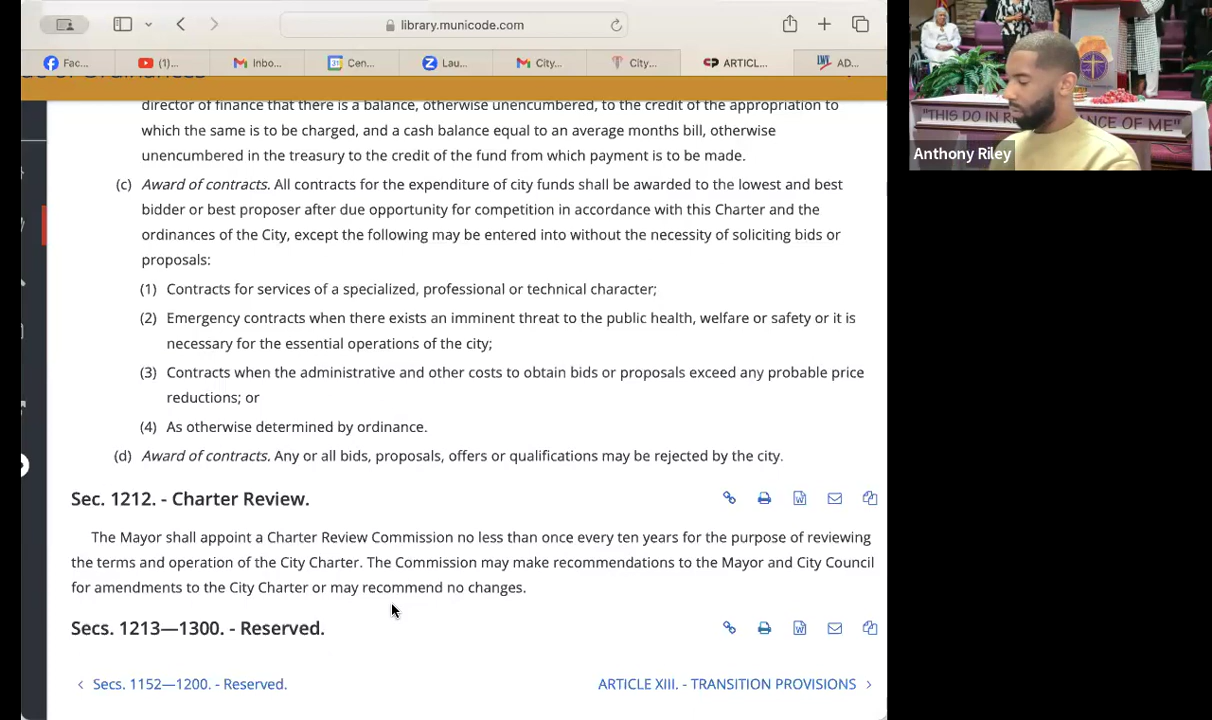 library.municode.com
Fac...
(1)...
Inbo...
Cen...
Lau...
City...
City...
ARTICL...
AD...
director of finance that there is a balance, otherwise unencumbered, to the credit of the appropriation to
which the same is to be charged, and a cash balance equal to an average months bill, otherwise
unencumbered in the treasury to the credit of the fund from which payment is to be made.
(c) Award of contracts. All contracts for the expenditure of city funds shall be awarded to the lowest and best
bidder or best proposer after due opportunity for competition in accordance with this Charter and the
ordinances of the City, except the following may be entered into without the necessity of soliciting bids or
proposals:
(1) Contracts for services of a specialized, professional or technical character;
(2) Emergency contracts when there exists an imminent threat to the public health, welfare or safety or it is
necessary for the essential operations of the city;
(3) Contracts when the administrative and other costs to obtain bids or proposals exceed any probable price
reductions; or
(4) As otherwise determined by ordinance.
(d) Award of contracts. Any or all bids, proposals, offers or qualifications may be rejected by the city.
Sec. 1212. - Charter Review.
The Mayor shall appoint a Charter Review Commission no less than once every ten years for the purpose of reviewing
the terms and operation of the City Charter. The Commission may make recommendations to the Mayor and City Council
for amendments to the City Charter or may recommend no changes.
Secs. 1213—1300. - Reserved.
Secs. 1152—1200. - Reserved.
ARTICLE XIII. - TRANSITION PROVISIONS
"THIS DO IN RE
ANCE OF ME"
Anthony Riley